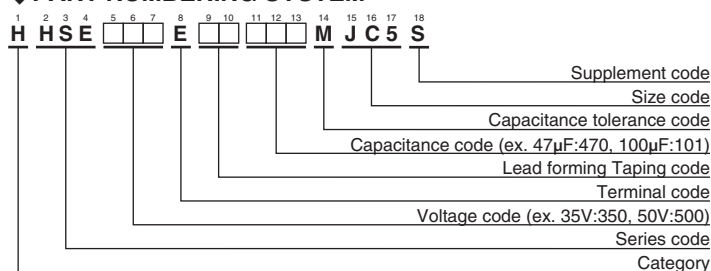 ◆PART NUMBERING SYSTEM
1 2 3 4 5 6 7 8 9 10 11 12 13 14 15 16 17 18
H HSE □□□ E □□ □□□ M JC5 S
Supplement code
Size code
Capacitance tolerance code
Capacitance code (ex. 47µF:470, 100µF:101)
Lead forming Taping code
Terminal code
Voltage code (ex. 35V:350, 50V:500)
Series code
Category